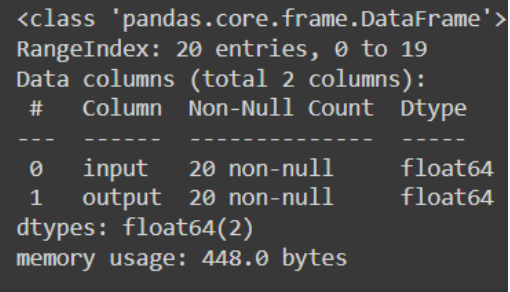 <class 'pandas.core.frame.DataFrame'>
RangeIndex: 20 entries, 0 to 19
Data columns (total 2 columns):
 #   Column  Non-Null Count  Dtype
---  ------  --------------  -----
 0   input   20 non-null     float64
 1   output  20 non-null     float64
dtypes: float64(2)
memory usage: 448.0 bytes